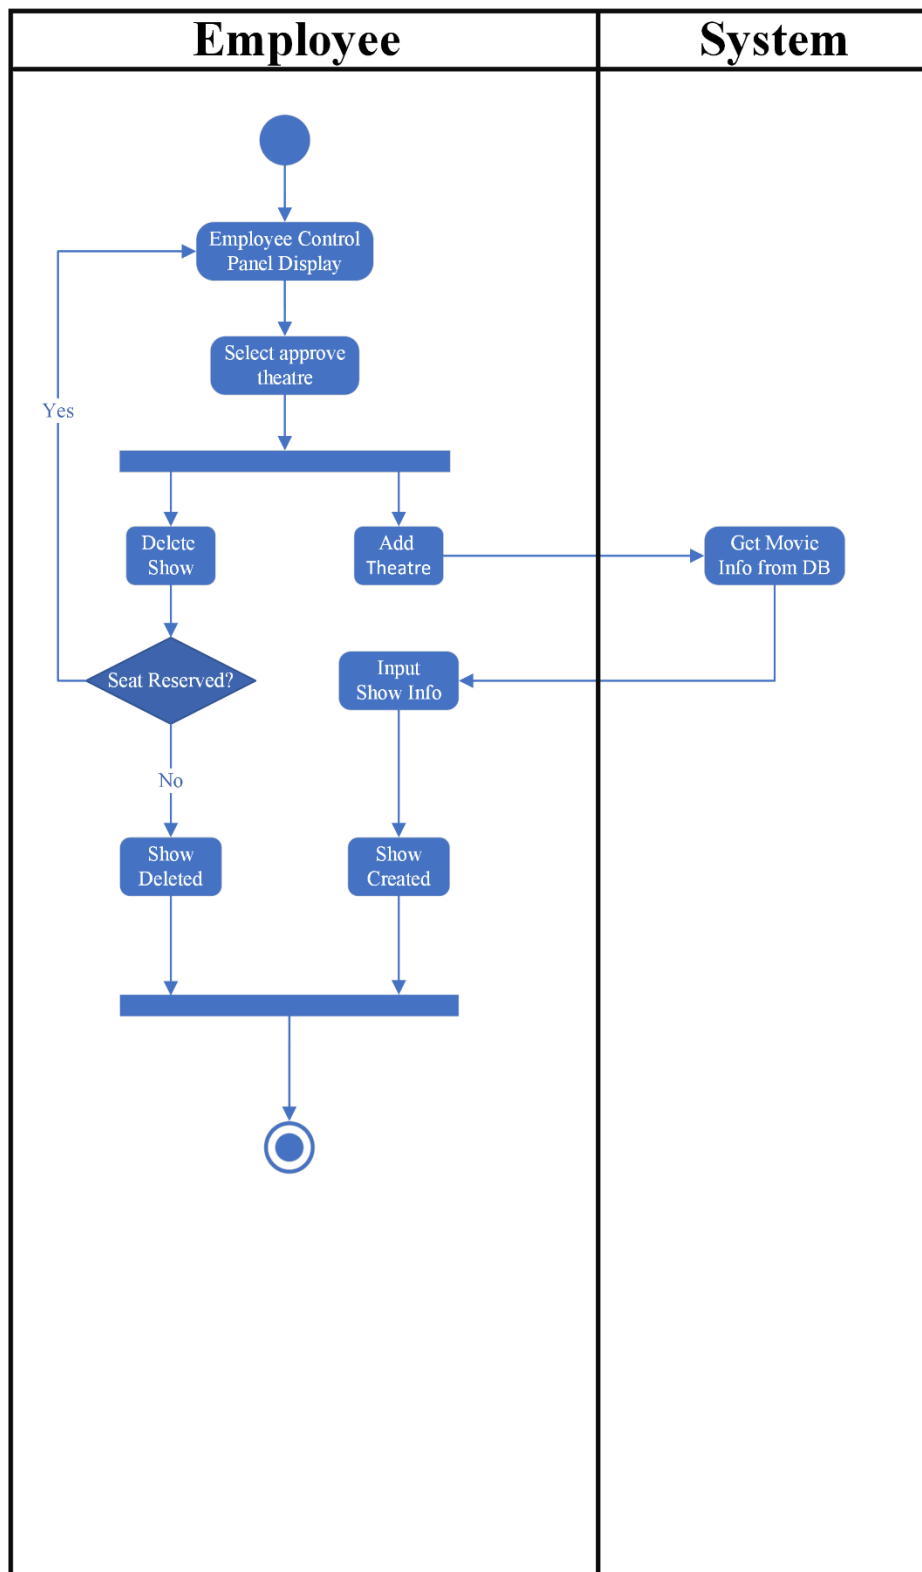 Employee
System
Employee Control
Panel Display
Select approve
theatre
Yes
Delete
Show
Add
Theatre
Get Movie
Info from DB
Seat Reserved?
Input
Show Info
No
Show
Deleted
Show
Created